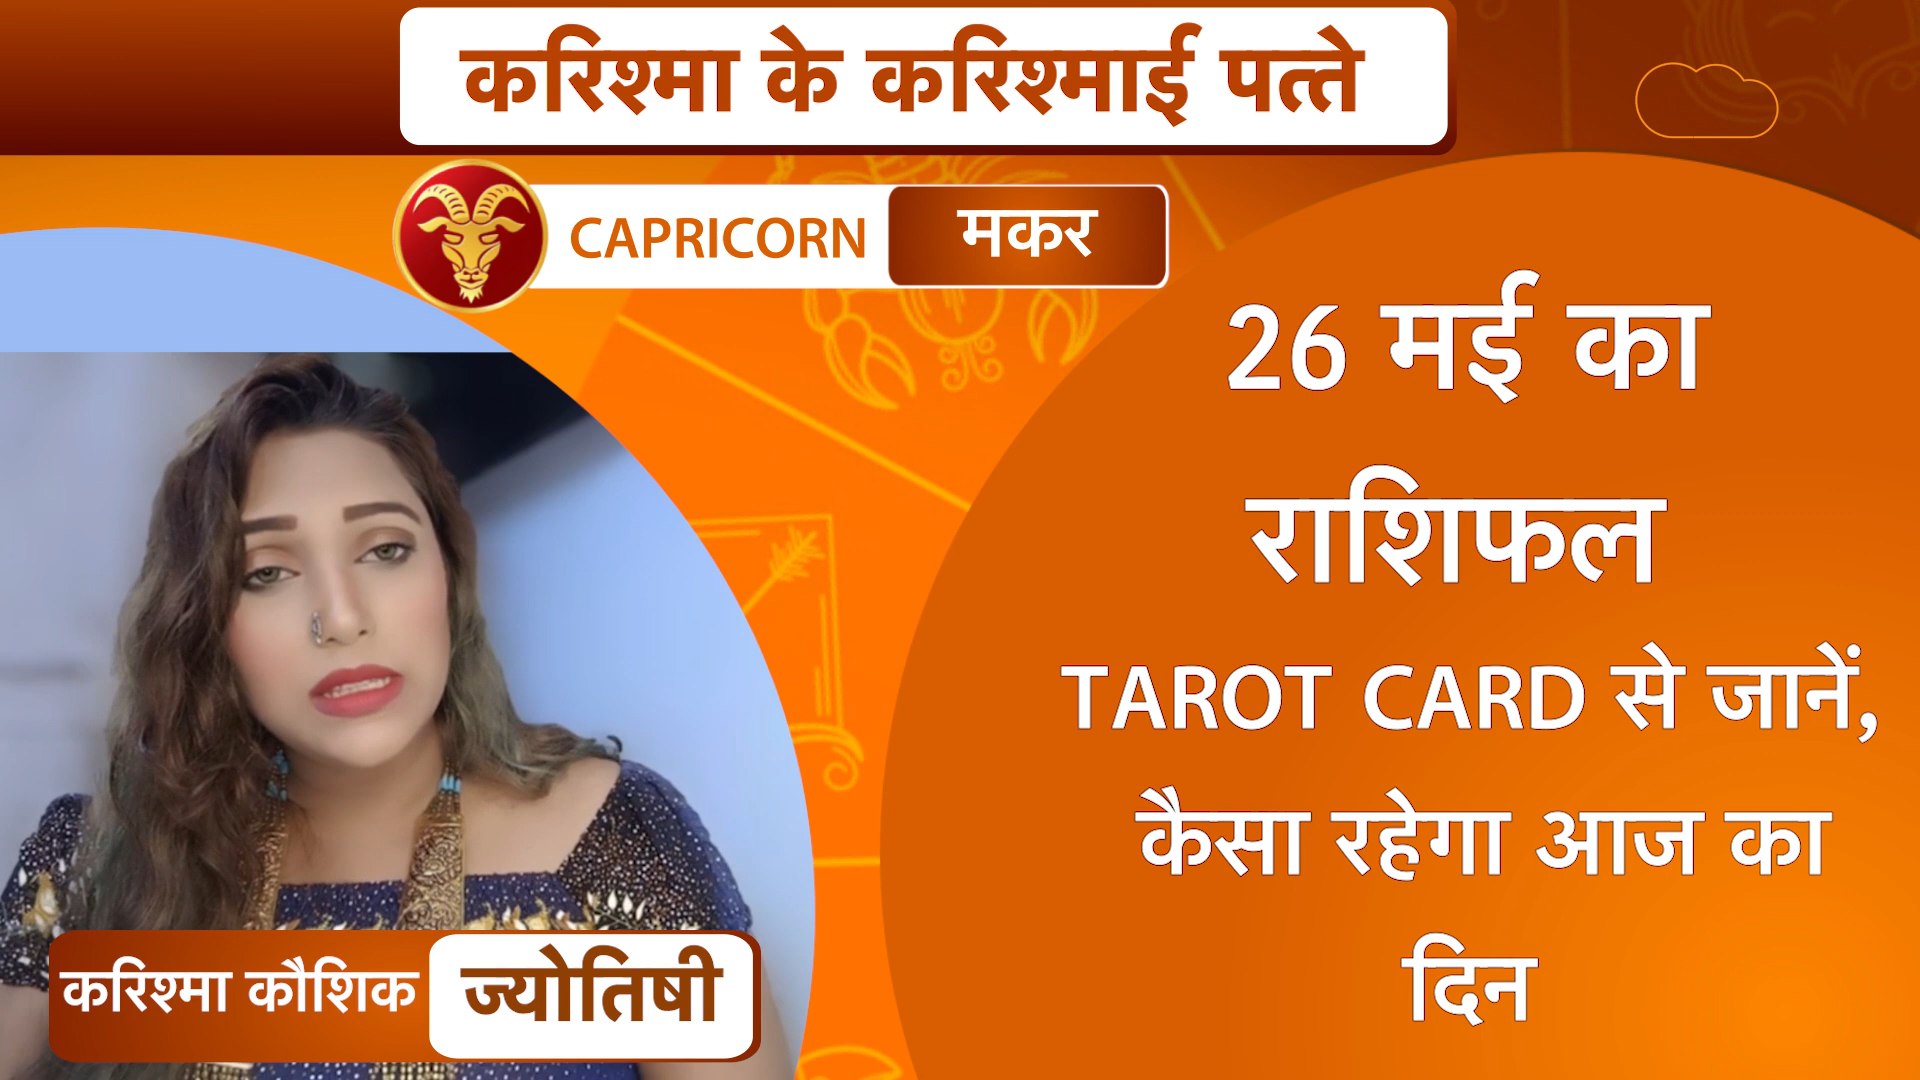 करिश्मा के करिश्माई पत्ते
CAPRICORN मकर
26 मई का
राशिफल
TAROT CARD से जानें,
कैसा रहेगा आज का
दिन
करिश्मा कौशिक ज्योतिषी